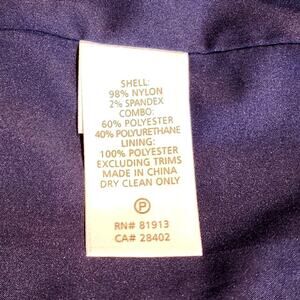 SHELL:
98% NYLON
2% SPANDEX
COMBO:
60% POLYESTER
40% POLYURETHANE
LINING:
100% POLYESTER
EXCLUDING TRIMS
MADE IN CHINA
DRY CLEAN ONLY
P
RN# 81913
CA# 28402